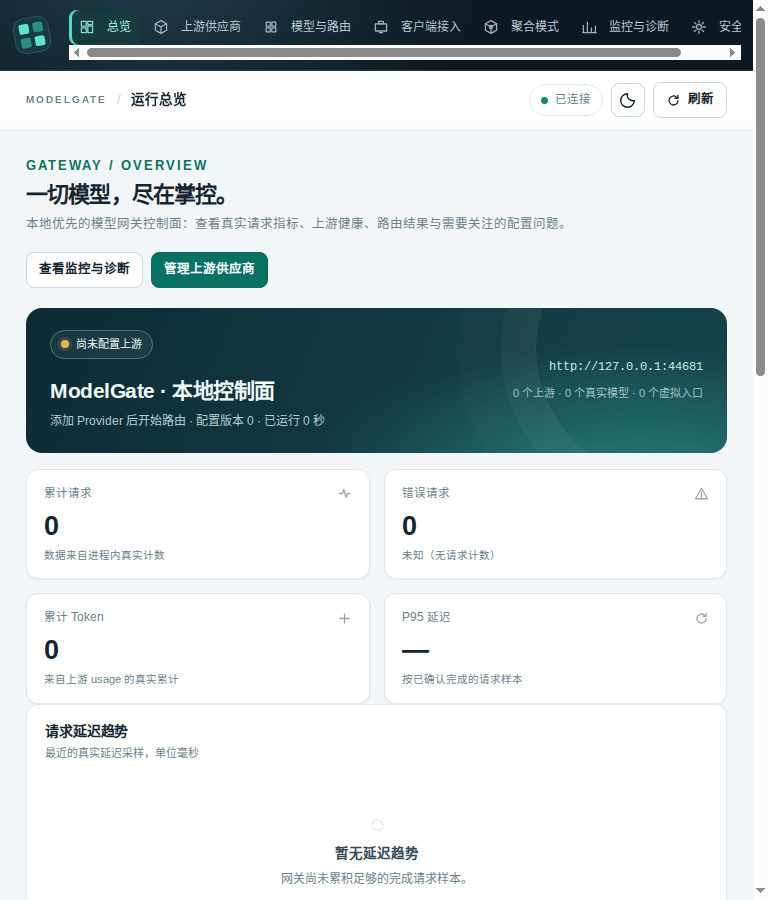 总览 上游供应商 模型与路由 客户端接入 聚合模式 监控与诊断 安全
MODELGATE / 运行总览 已连接 刷新
GATEWAY / OVERVIEW
一切模型，尽在掌控。
本地优先的模型网关控制面：查看真实请求指标、上游健康、路由结果与需要关注的配置问题。
查看监控与诊断 管理上游供应商
尚未配置上游
http://127.0.0.1:44681
ModelGate · 本地控制面
0 个上游 · 0 个真实模型 · 0 个虚拟入口
添加 Provider 后开始路由 · 配置版本 0 · 已运行 0 秒
累计请求
0
数据来自进程内真实计数
错误请求
0
未知（无请求计数）
累计 Token
0
来自上游 usage 的真实累计
P95 延迟
—
按已确认完成的请求样本
请求延迟趋势
最近的真实延迟采样，单位毫秒
暂无延迟趋势
网关尚未累积足够的完成请求样本。